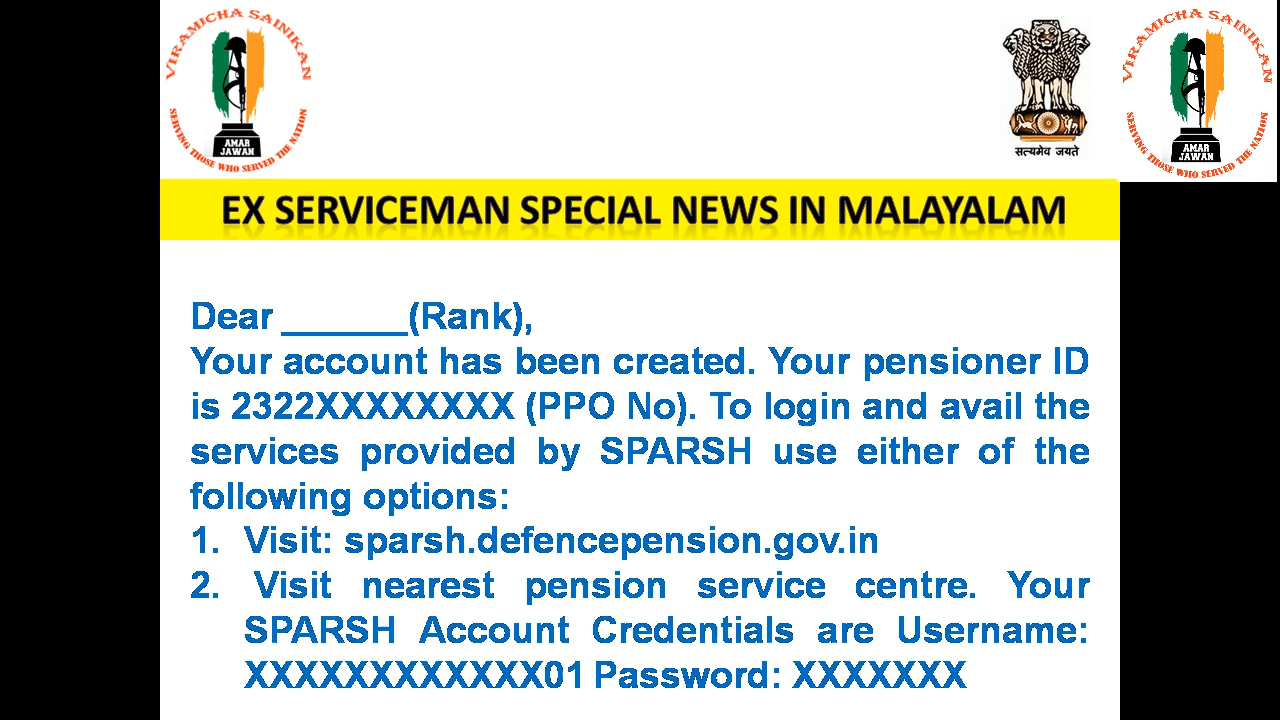 VIRAMICHA SAINIKAN
AMAR
JAWAN
SERVING THOSE WHO SERVED THE NATION
सत्यमेव जयते
VIRAMICHA SAINIKAN
AMAR
JAWAN
SERVING THOSE WHO SERVED THE NATION
EX SERVICEMAN SPECIAL NEWS IN MALAYALAM
Dear ______(Rank),
Your account has been created. Your pensioner ID
is 2322XXXXXXXX (PPO No). To login and avail the
services provided by SPARSH use either of the
following options:
1. Visit: sparsh.defencepension.gov.in
2. Visit nearest pension service centre. Your
SPARSH Account Credentials are Username:
XXXXXXXXXXXX01 Password: XXXXXXX